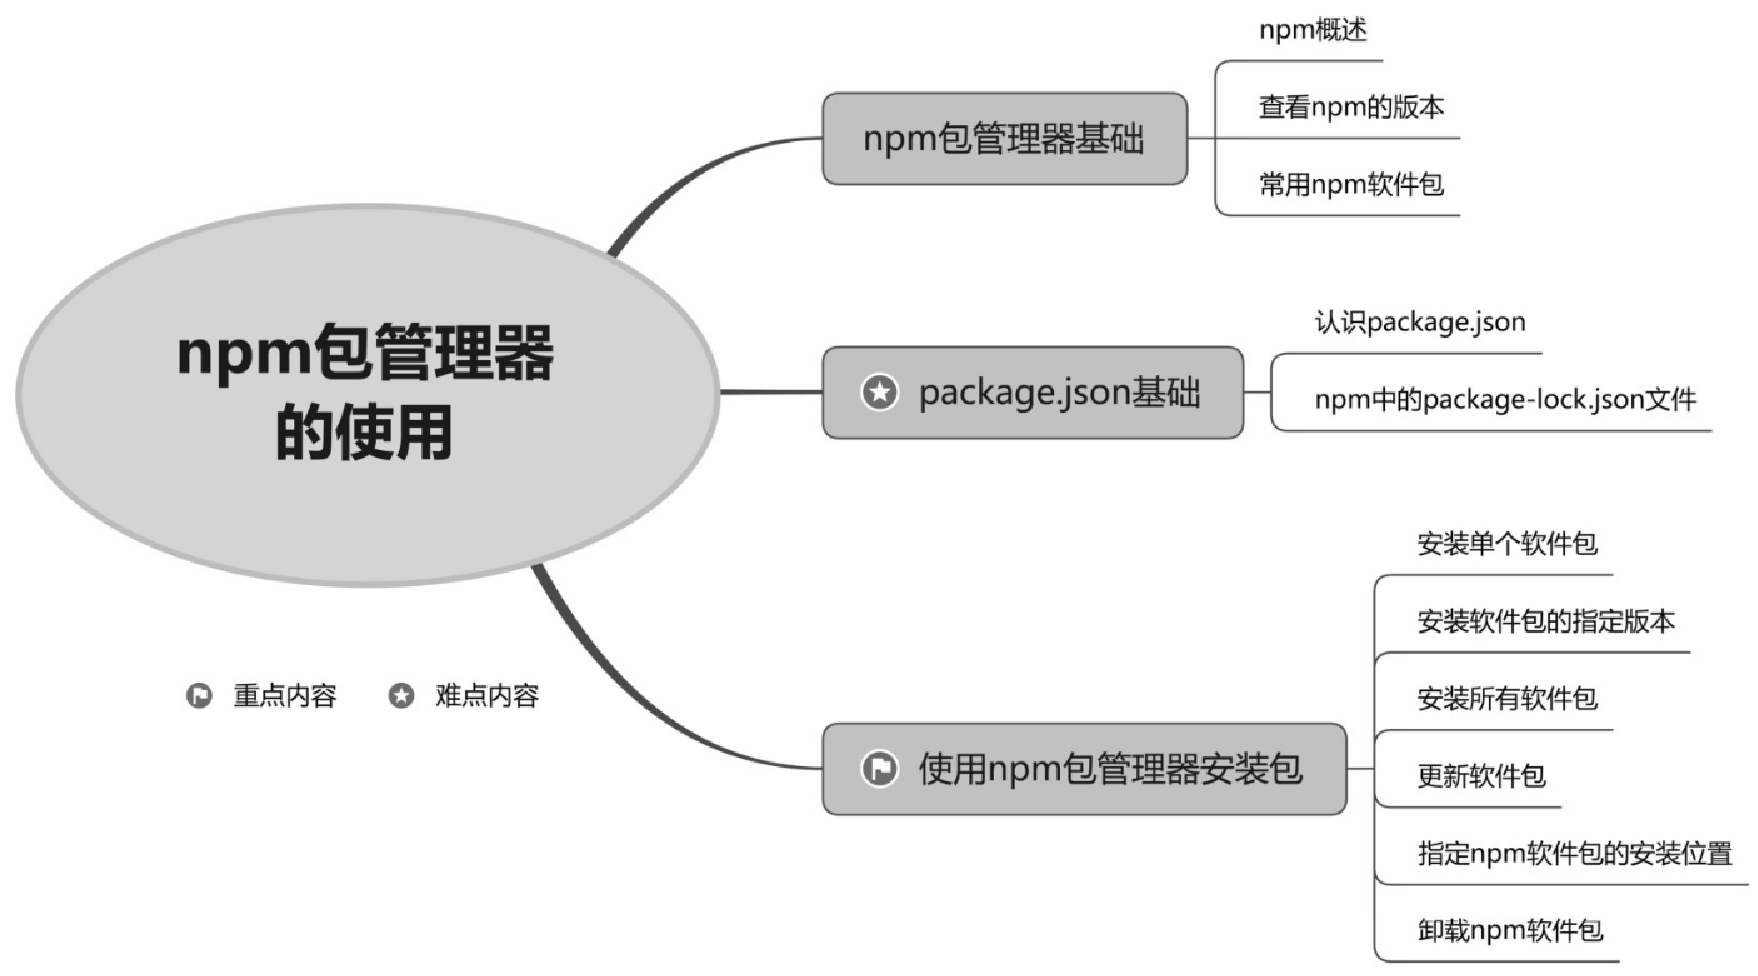 npm包管理器
的使用
重点内容
难点内容
npm包管理器基础
npm概述
查看npm的版本
常用npm软件包
package.json基础
认识package.json
npm中的package-lock.json文件
使用npm包管理器安装包
安装单个软件包
安装软件包的指定版本
安装所有软件包
更新软件包
指定npm软件包的安装位置
卸载npm软件包